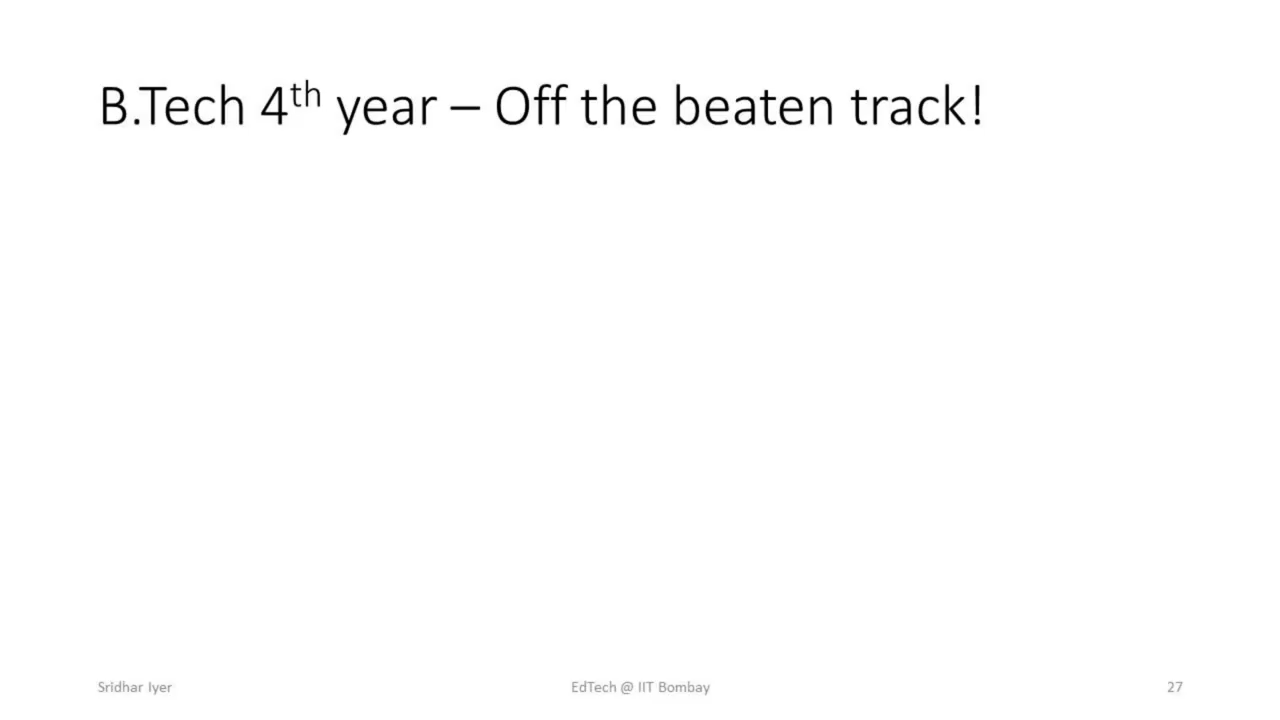 B.Tech 4th year – Off the beaten track!
Sridhar Iyer
EdTech @ IIT Bombay
27